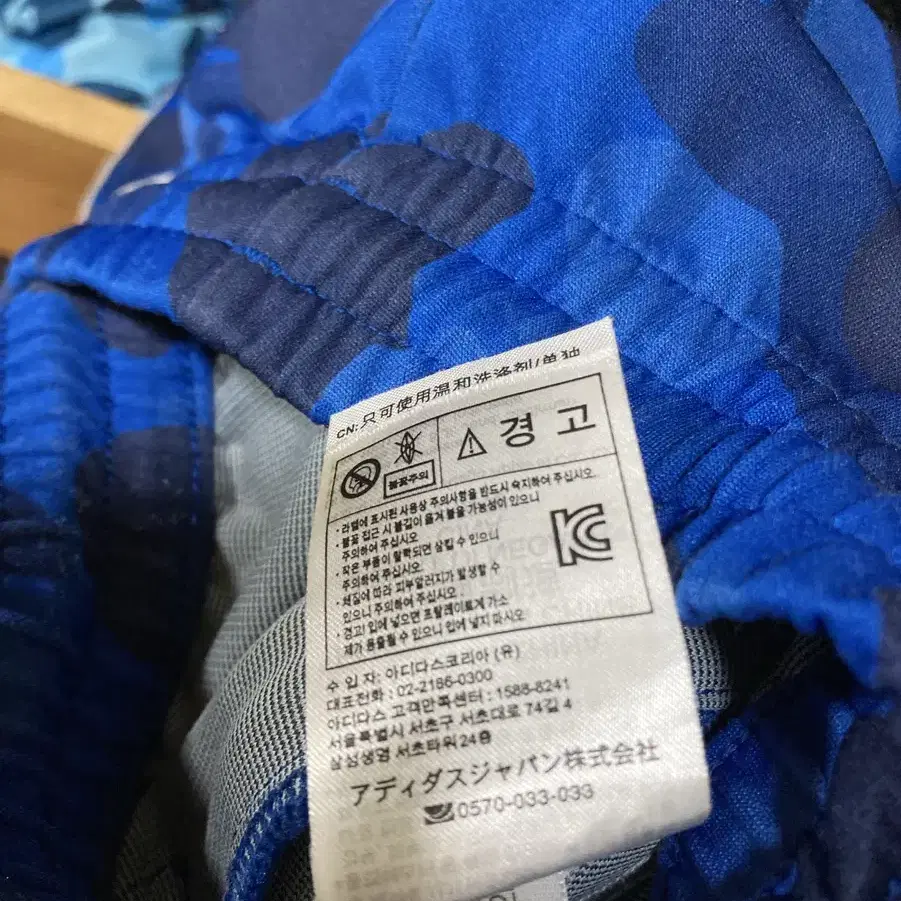 CN:只可使用温和洗涤剂/单独
⚠ 경고
불꽃주의
• 라벨에 표시된 사용상 주의사항을 반드시 숙지하여 주십시오.
• 불꽃 접근 시 불길이 옮겨 붙을 가능성이 있으니
주의하여 주십시오
• 작은 부품이 탈락되면 삼킬 수 있으니
주의하여 주십시오.
• 체질에 따라 피부알러지가 발생할 수
있으니 주의하여 주십시오
• 경고! 입에 넣으면 프탈레이트계 가소
제가 용출될 수 있으니 입에 넣지 마시오
수 입 자: 아디다스코리아 (유)
대표전화 : 02-2186-0300
아디다스 고객만족센터 : 1588-8241
서울특별시 서초구 서초대로 74길 4
삼성생명 서초타워 24층
アディダスジャパン株式会社
0570-033-033